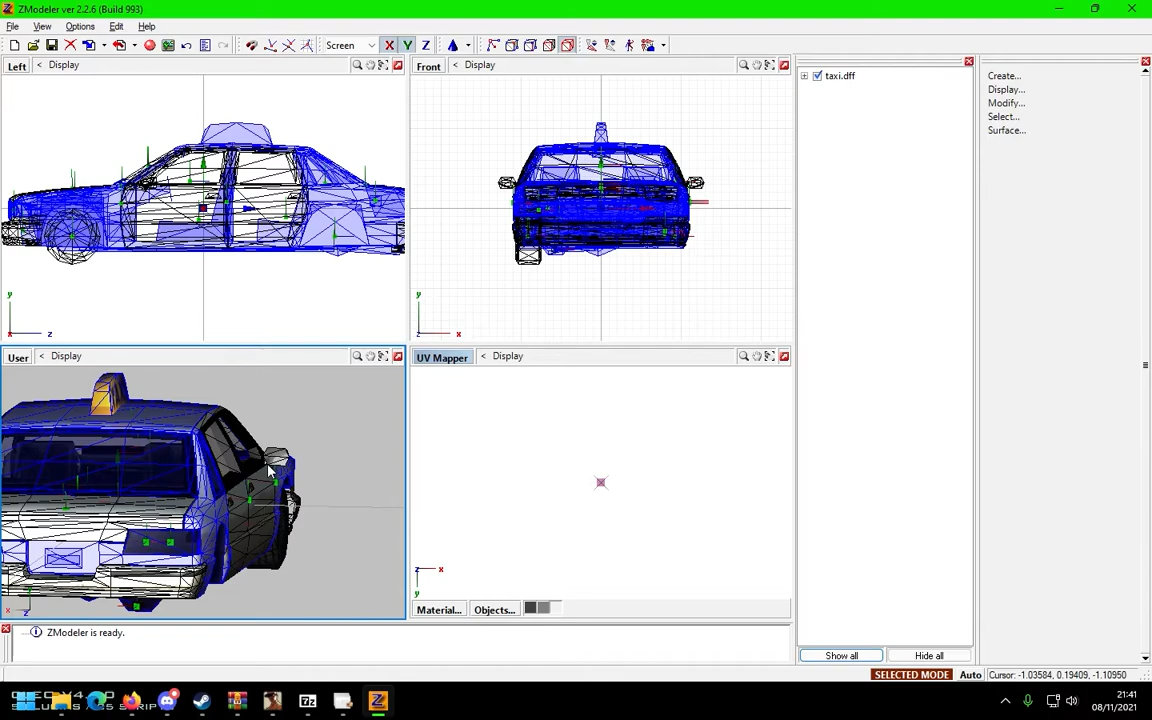 ZModeler ver 2.2.6 (Build 993)
File View Options Edit Help
Screen X Y Z
Left < Display
Front < Display
taxi.dff
Create...
Display...
Modify...
Select...
Surface...
y
z
x
y
z
x
User < Display
UV Mapper < Display
x
z
z
x
y
Material... Objects...
ZModeler is ready.
Show all Hide all
SELECTED MODE Auto Cursor: -1.03584, 0.19409, -1.10950
21:41
08/11/2021